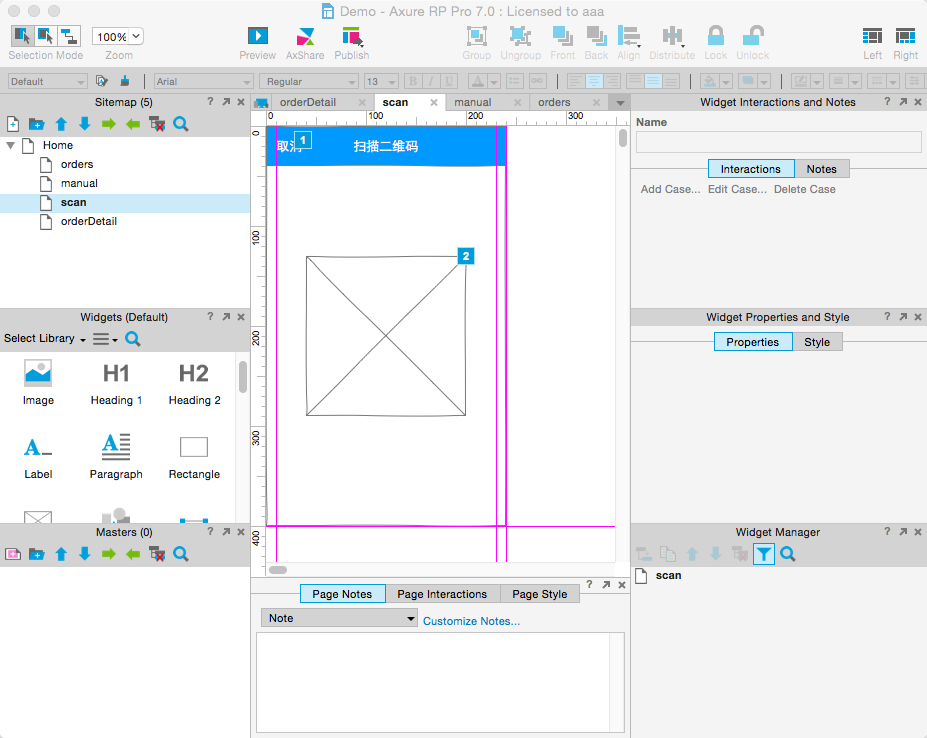 Demo - Axure RP Pro 7.0 : Licensed to aaa
100%
Selection Mode Zoom Preview AxShare Publish Group Ungroup Front Back Align Distribute Lock Unlock Left Right
Default Arial Regular 13 B I U A
Sitemap (5) ?
Home
orders
manual
scan
orderDetail
Widgets (Default) ?
Select Library
Image
H1
Heading 1
H2
Heading 2
A
Label
A
Paragraph
Rectangle
Masters (0) ?
orderDetail scan manual orders
0 100 200 300
0
100
200
300
400
取消 1 扫描二维码
2
?
Page Notes Page Interactions Page Style
Note Customize Notes...
Widget Interactions and Notes ?
Name
Interactions Notes
Add Case... Edit Case... Delete Case
Widget Properties and Style ?
Properties Style
Widget Manager ?
scan